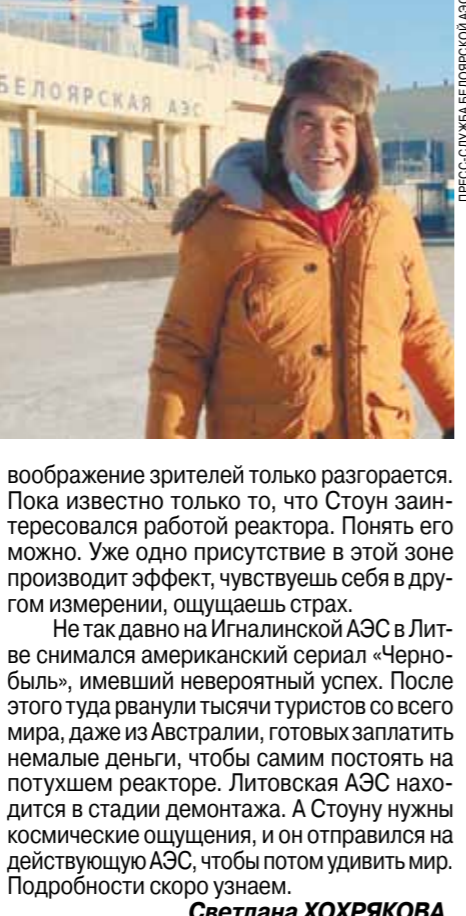 БЕЛОЯРСКАЯ АЭС
ПРЕСС-СЛУЖБА БЕЛОЯРСКОЙ АЭС
воображение зрителей только разгорается.
Пока известно только то, что Стоун заин-
тересовался работой реактора. Понять его
можно. Уже одно присутствие в этой зоне
производит эффект, чувствуешь себя в дру-
гом измерении, ощущаешь страх.
Не так давно на Игналинской АЭС в Лит-
ве снимался американский сериал «Черно-
быль», имевший невероятный успех. После
этого туда рванули тысячи туристов со всего
мира, даже из Австралии, готовых заплатить
немалые деньги, чтобы самим постоять на
потухшем реакторе. Литовская АЭС нахо-
дится в стадии демонтажа. А Стоуну нужны
космические ощущения, и он отправился на
действующую АЭС, чтобы потом удивить мир.
Подробности скоро узнаем.
Светлана ХОХРЯКОВА.